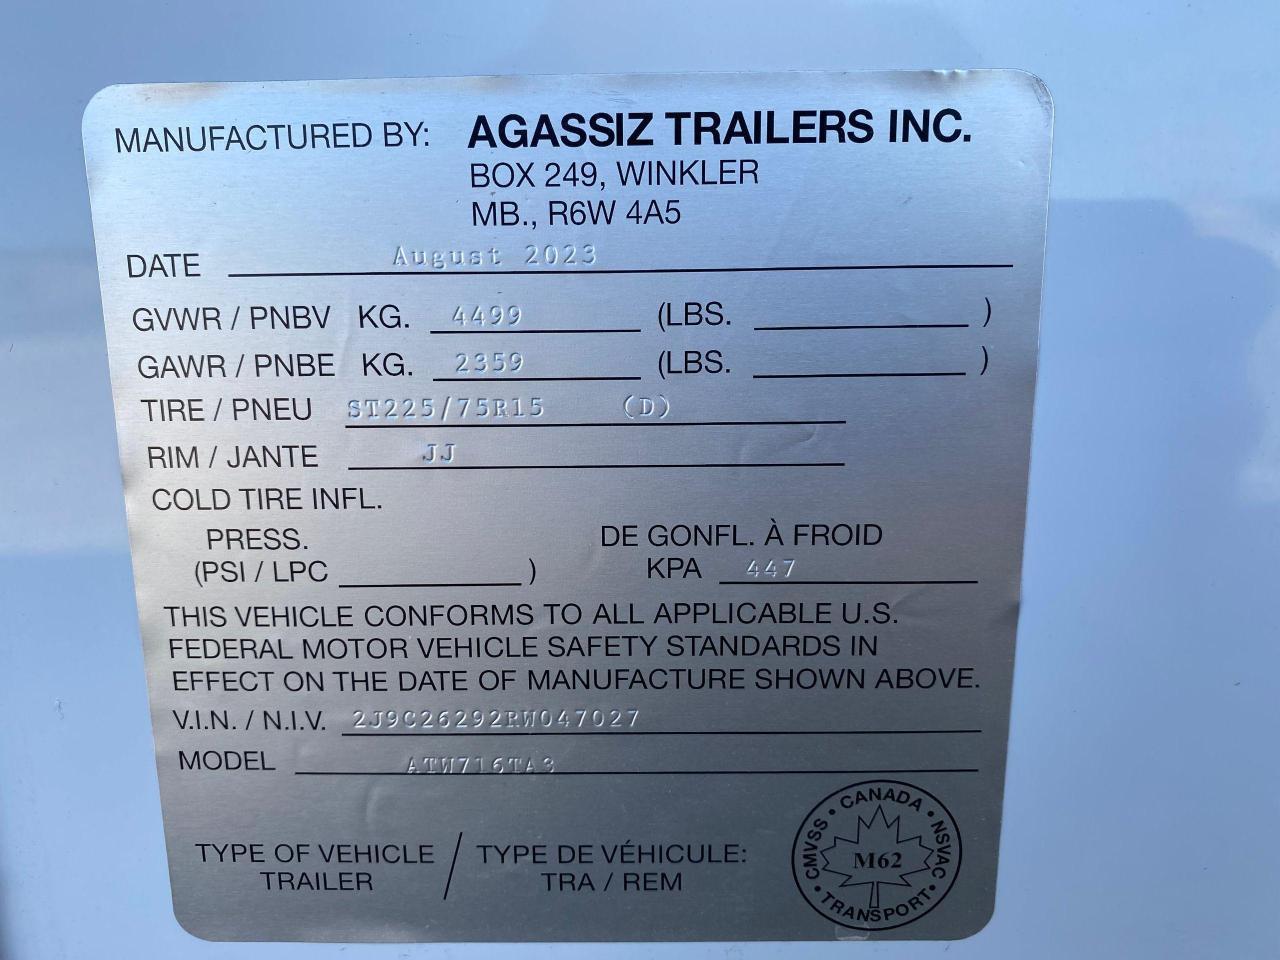 MANUFACTURED BY: AGASSIZ TRAILERS INC.
BOX 249, WINKLER
MB., R6W 4A5
DATE August 2023
GVWR / PNBV KG. 4499 (LBS. )
GAWR / PNBE KG. 2359 (LBS. )
TIRE / PNEU ST225/75R15 (D)
RIM / JANTE JJ
COLD TIRE INFL.
PRESS. DE GONFL. À FROID
(PSI / LPC ) KPA 447
THIS VEHICLE CONFORMS TO ALL APPLICABLE U.S.
FEDERAL MOTOR VEHICLE SAFETY STANDARDS IN
EFFECT ON THE DATE OF MANUFACTURE SHOWN ABOVE.
V.I.N. / N.I.V. 2J9C26292RW047027
MODEL ATW716TA3
TYPE OF VEHICLE / TYPE DE VÉHICULE:
TRAILER TRA / REM
CMVSS • CANADA • NSVAC • TRANSPORT •
M62